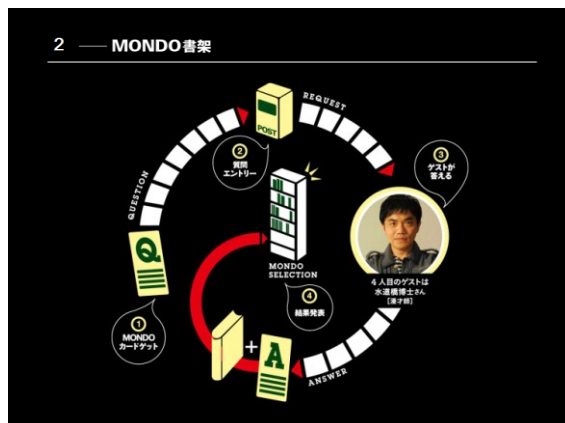 2 — MONDO書架
REQUEST
POST
②
質問
エントリー
③
ゲストが
答える
QUESTION
Q
MONDO
SELECTION
4人目のゲストは
水道橋博士さん
[漫才師]
④
結果発表
①
MONDO
カードゲット
+
A
ANSWER